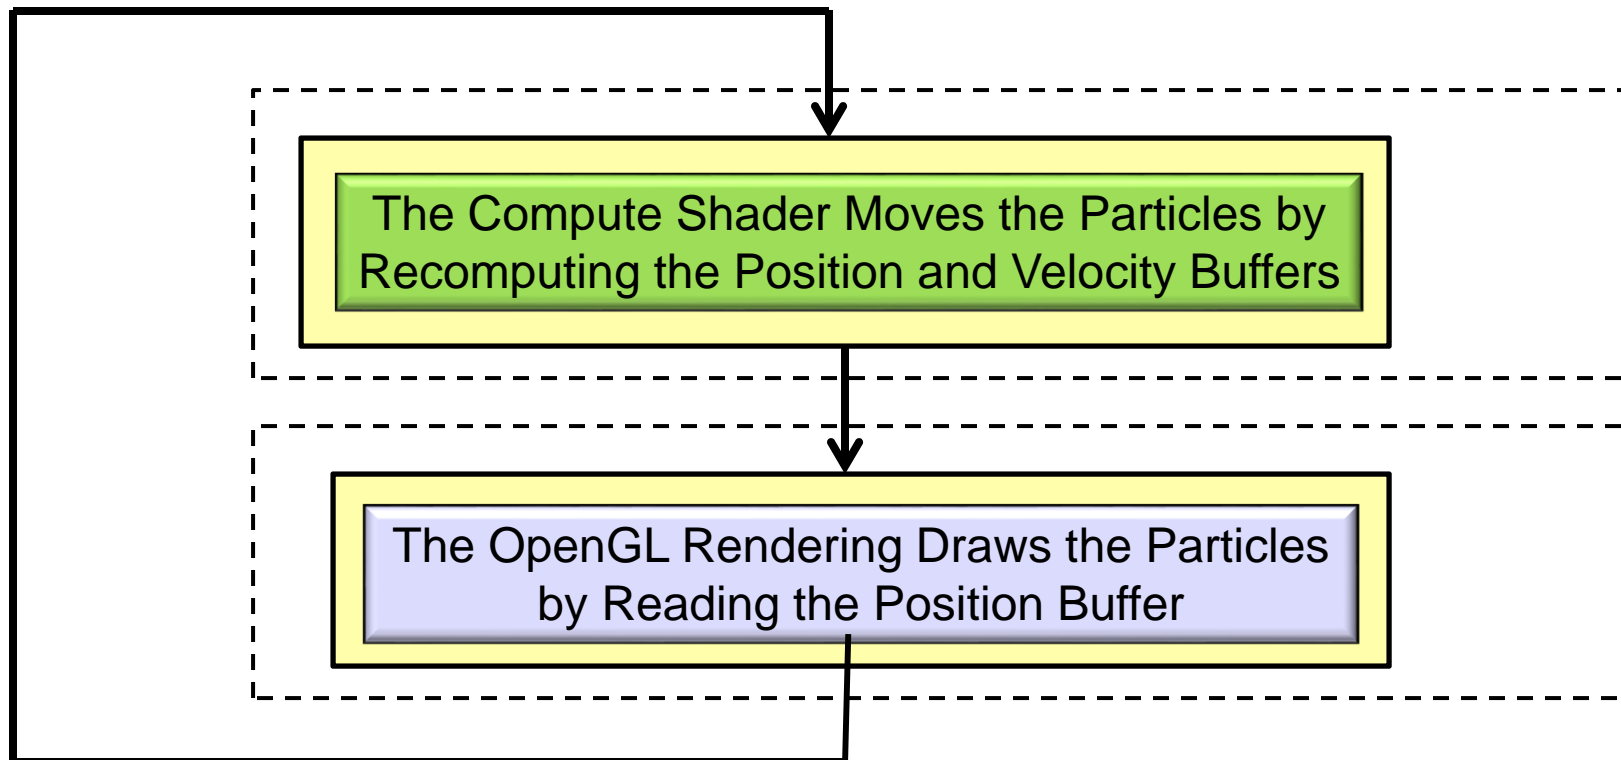 The Compute Shader Moves the Particles by
Recomputing the Position and Velocity Buffers
The OpenGL Rendering Draws the Particles
by Reading the Position Buffer